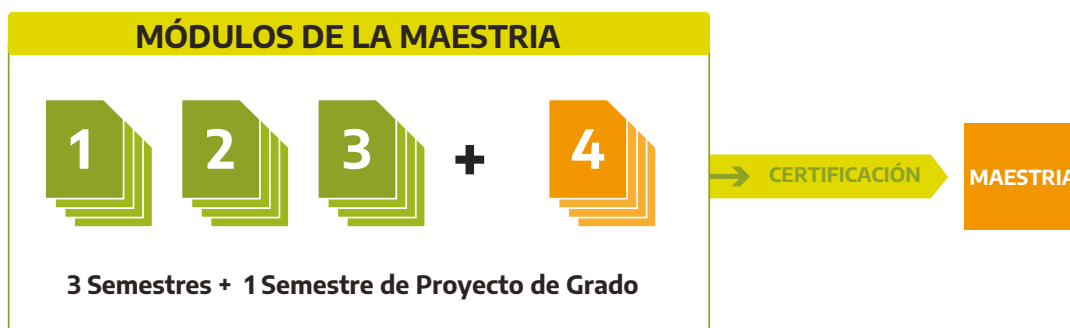 MÓDULOS DE LA MAESTRIA
1 2 3 + 4
CERTIFICACIÓN
MAESTRIA
3 Semestres + 1 Semestre de Proyecto de Grado